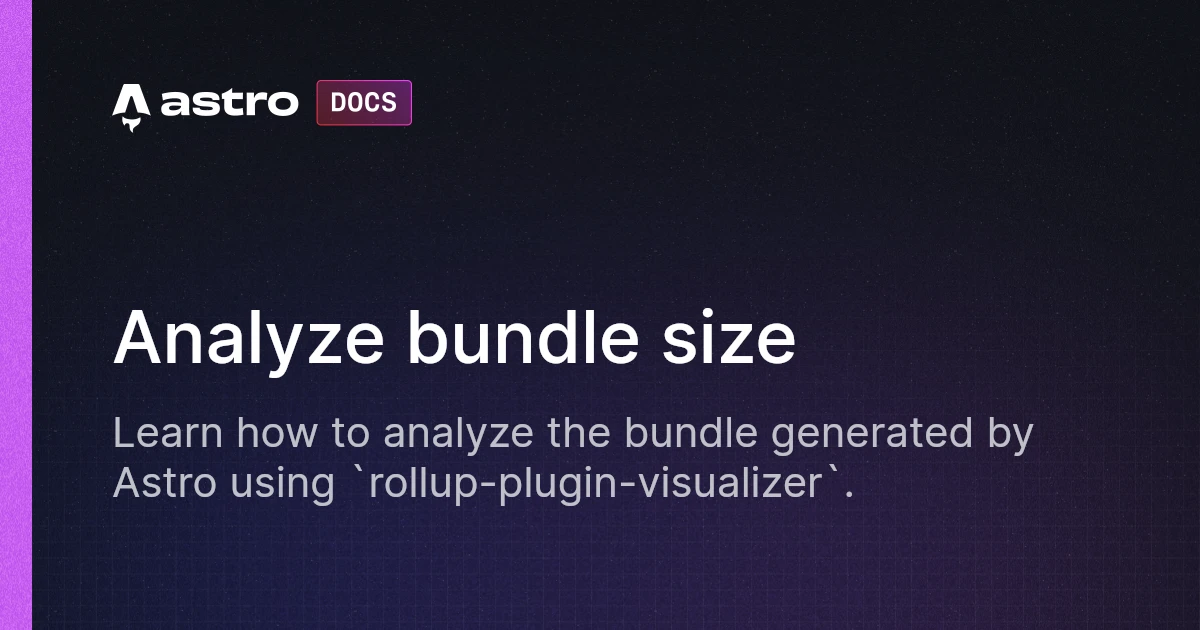 astro DOCS
Analyze bundle size
Learn how to analyze the bundle generated by
Astro using `rollup-plugin-visualizer`.